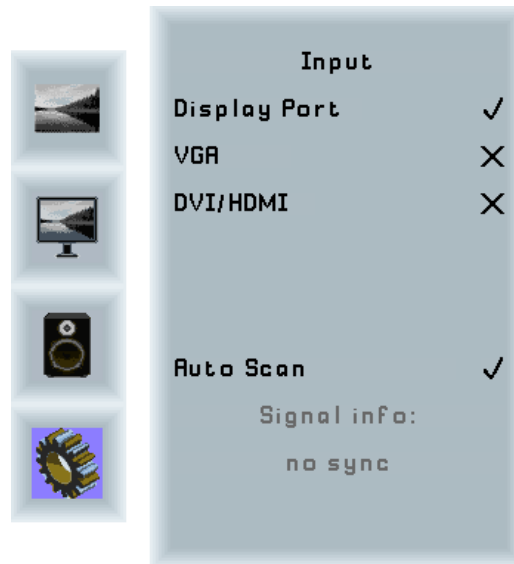 Input
Display Port ✓
VGA ✕
DVI/HDMI ✕
Auto Scan ✓
Signal info:
no sync